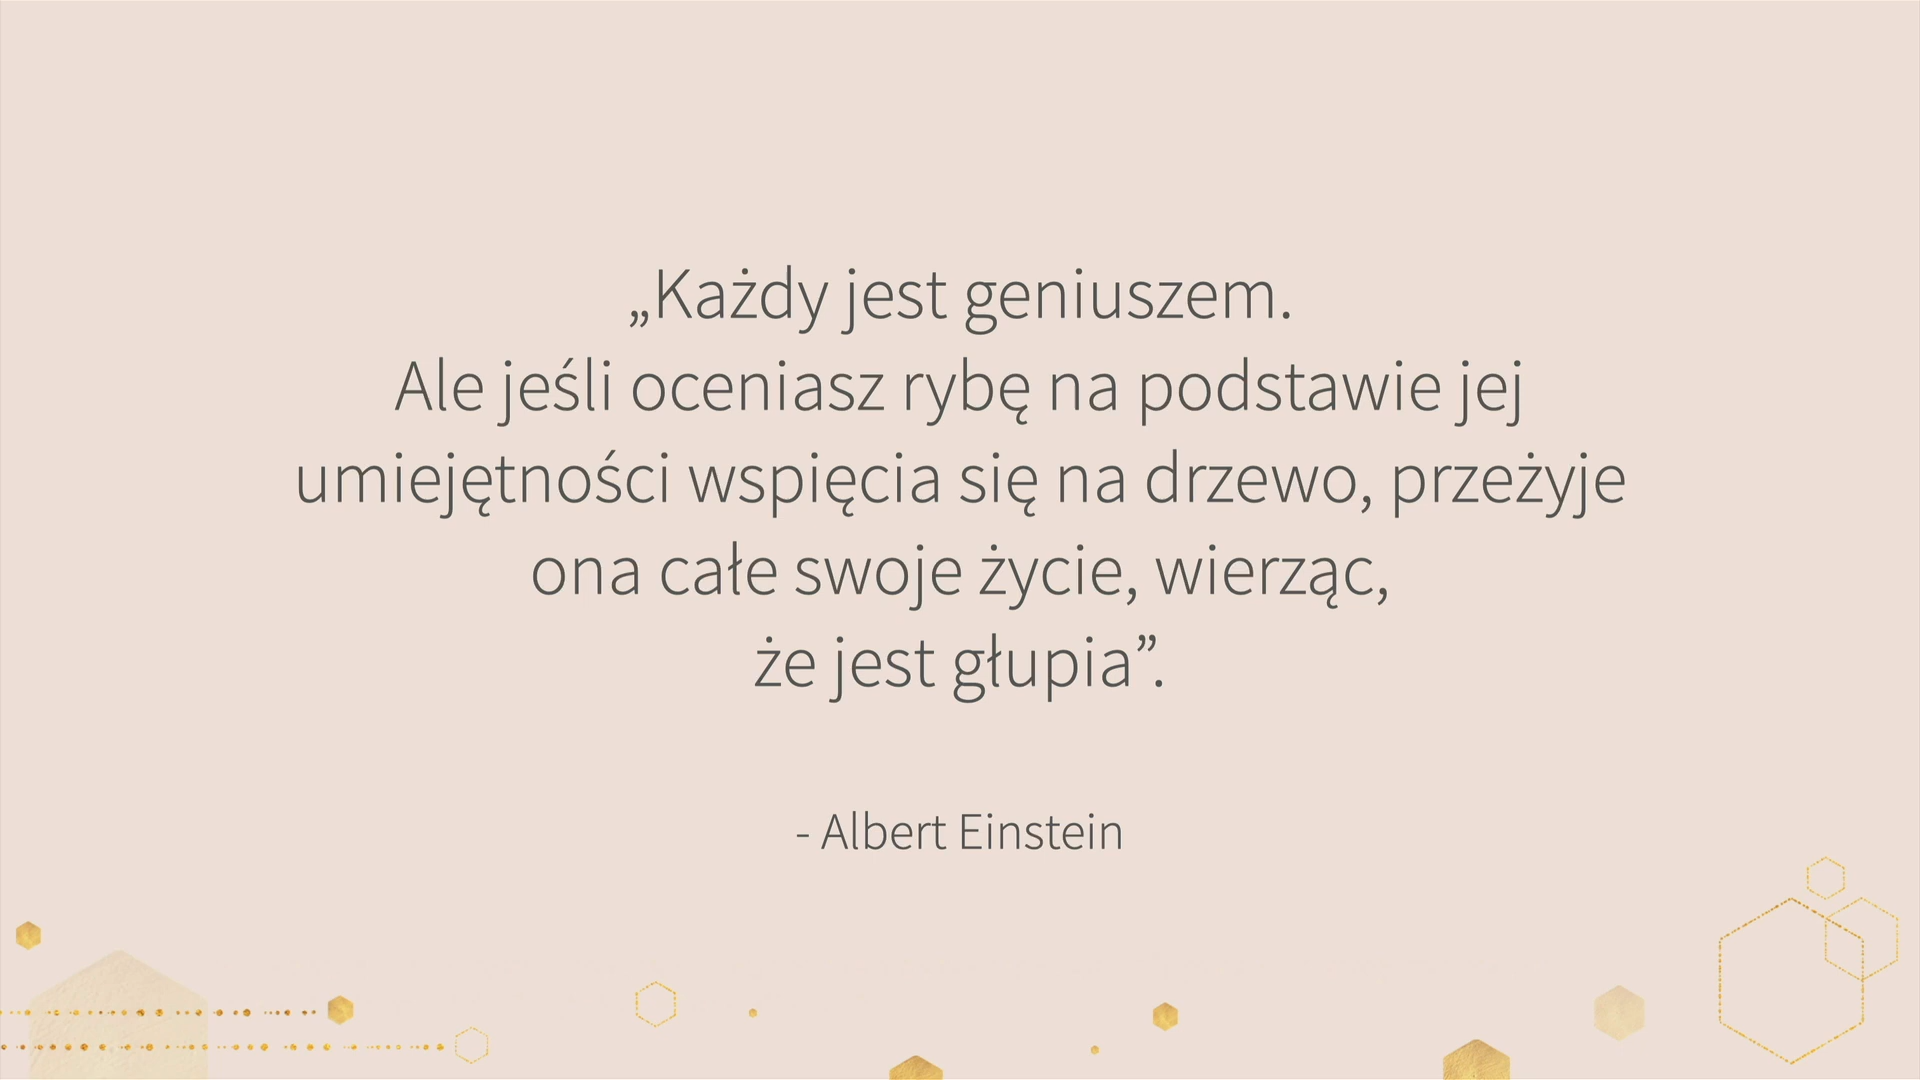 „Każdy jest geniuszem.
Ale jeśli oceniasz rybę na podstawie jej
umiejętności wspięcia się na drzewo, przeżyje
ona całe swoje życie, wierząc,
że jest głupia”.
- Albert Einstein